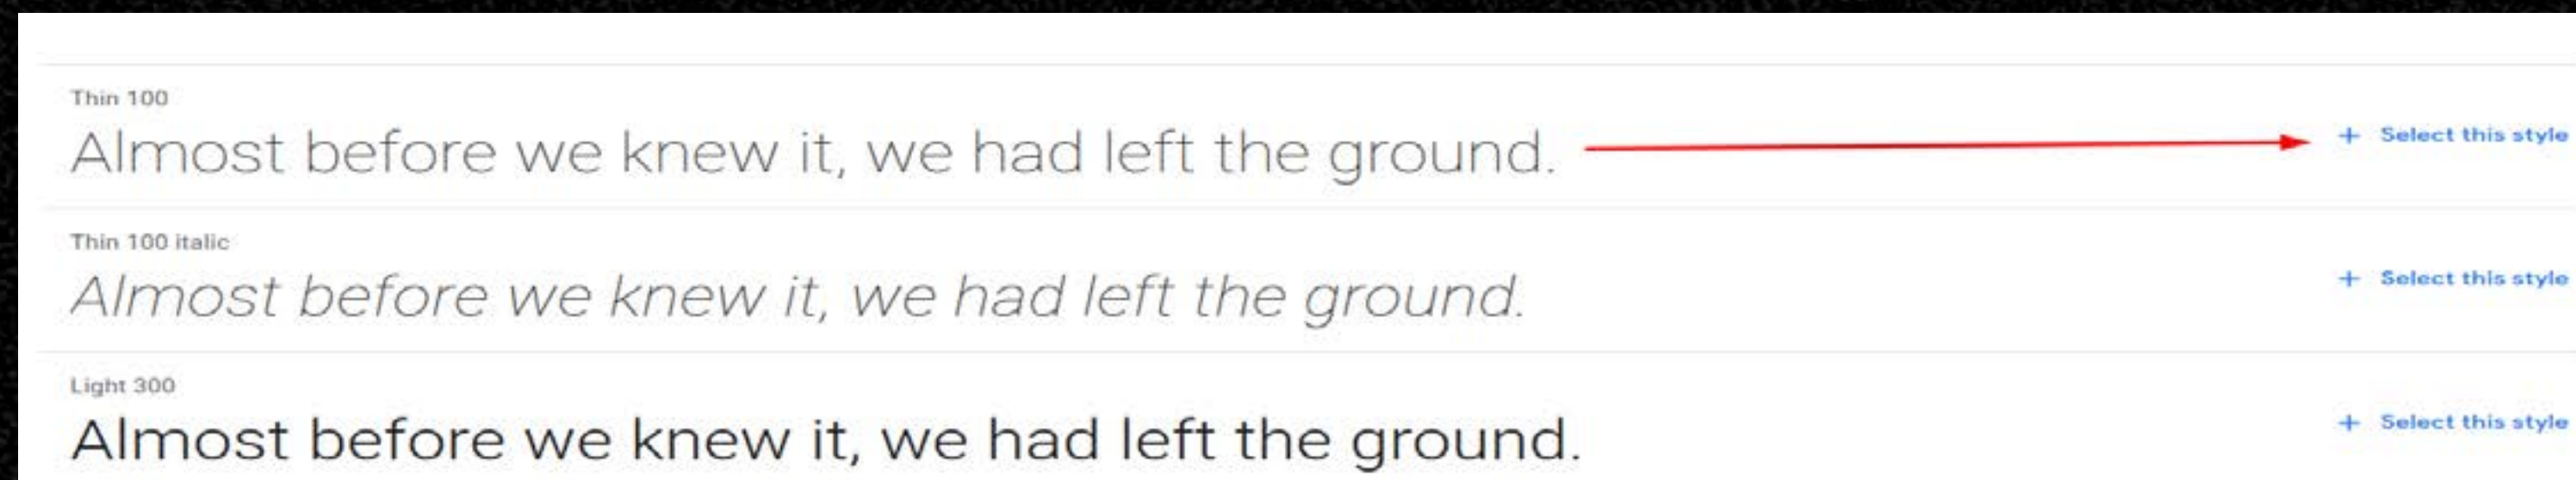 Thin 100
Almost before we knew it, we had left the ground.
+ Select this style
Thin 100 italic
Almost before we knew it, we had left the ground.
+ Select this style
Light 300
Almost before we knew it, we had left the ground.
+ Select this style